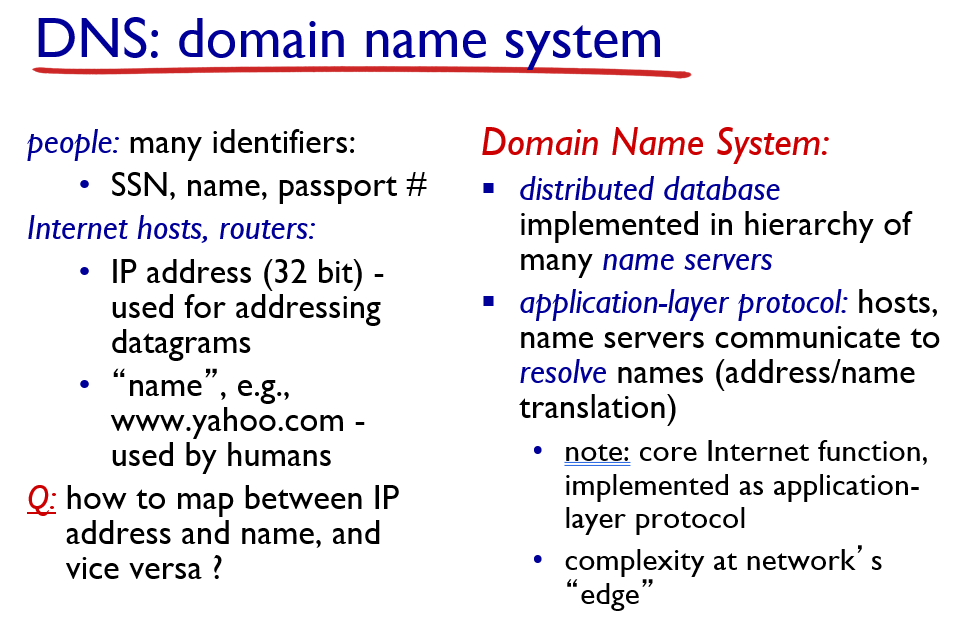 DNS: domain name system
people: many identifiers:
• SSN, name, passport #
Internet hosts, routers:
• IP address (32 bit) -
used for addressing
datagrams
• “name”, e.g.,
www.yahoo.com -
used by humans
Q: how to map between IP
address and name, and
vice versa ?
Domain Name System:
▪ distributed database
implemented in hierarchy of
many name servers
▪ application-layer protocol: hosts,
name servers communicate to
resolve names (address/name
translation)
• note: core Internet function,
implemented as application-
layer protocol
• complexity at network’s
“edge”